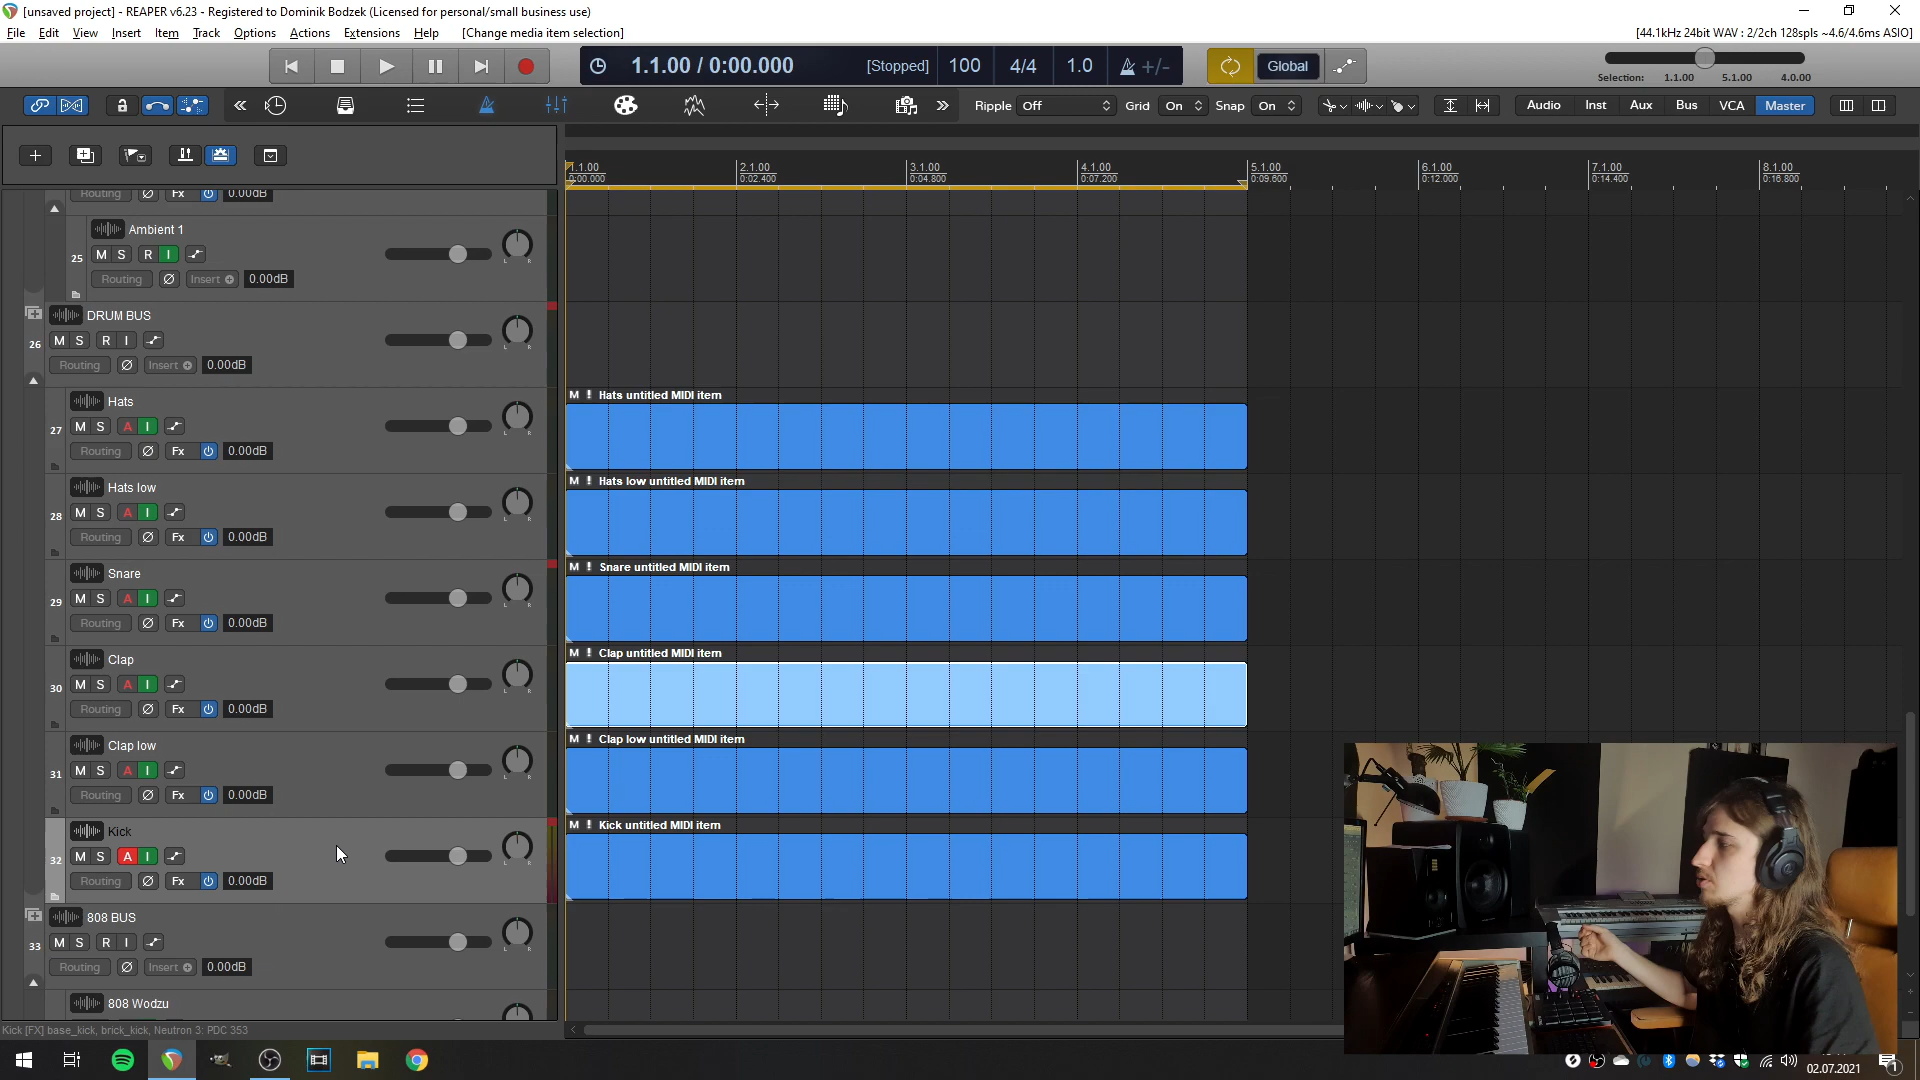 [unsaved project] - REAPER v6.23 - Registered to Dominik Bodzek (Licensed for personal/small business use)
File Edit View Insert Item Track Options Actions Extensions Help [Change media item selection]
[44.1kHz 24bit WAV : 2/2ch 128spls ~4.6/4.6ms ASIO]
1.1.00 / 0:00.000 [Stopped] 100 4/4 1.0 +/-
Global
Selection: 1.1.00 5.1.00 4.0.00
Ripple Off Grid On Snap On
Audio Inst Aux Bus VCA Master
1.1.00 2.1.00 3.1.00 4.1.00 5.1.00 6.1.00 7.1.00 8.1.00
0:00.000 0:02.400 0:04.800 0:07.200 0:09.600 0:12.000 0:14.400 0:16.800
Routing Ø Fx 0.00dB
Ambient 1
25 M S R I
L R
Routing Ø Insert 0.00dB
DRUM BUS
26 M S R I
L R
Routing Ø Insert 0.00dB
Hats
M ! Hats untitled MIDI item
27 M S A I
L R
Routing Ø Fx 0.00dB
Hats low
M ! Hats low untitled MIDI item
28 M S A I
L R
Routing Ø Fx 0.00dB
Snare
M ! Snare untitled MIDI item
29 M S A I
L R
Routing Ø Fx 0.00dB
Clap
M ! Clap untitled MIDI item
30 M S A I
L R
Routing Ø Fx 0.00dB
Clap low
M ! Clap low untitled MIDI item
31 M S A I
L R
Routing Ø Fx 0.00dB
Kick
M ! Kick untitled MIDI item
32 M S A I
L R
Routing Ø Fx 0.00dB
808 BUS
33 M S R I
L R
Routing Ø Insert 0.00dB
808 Wodzu
Kick [FX] base_kick, brick_kick, Neutron 3: PDC 353
02.07.2021
1